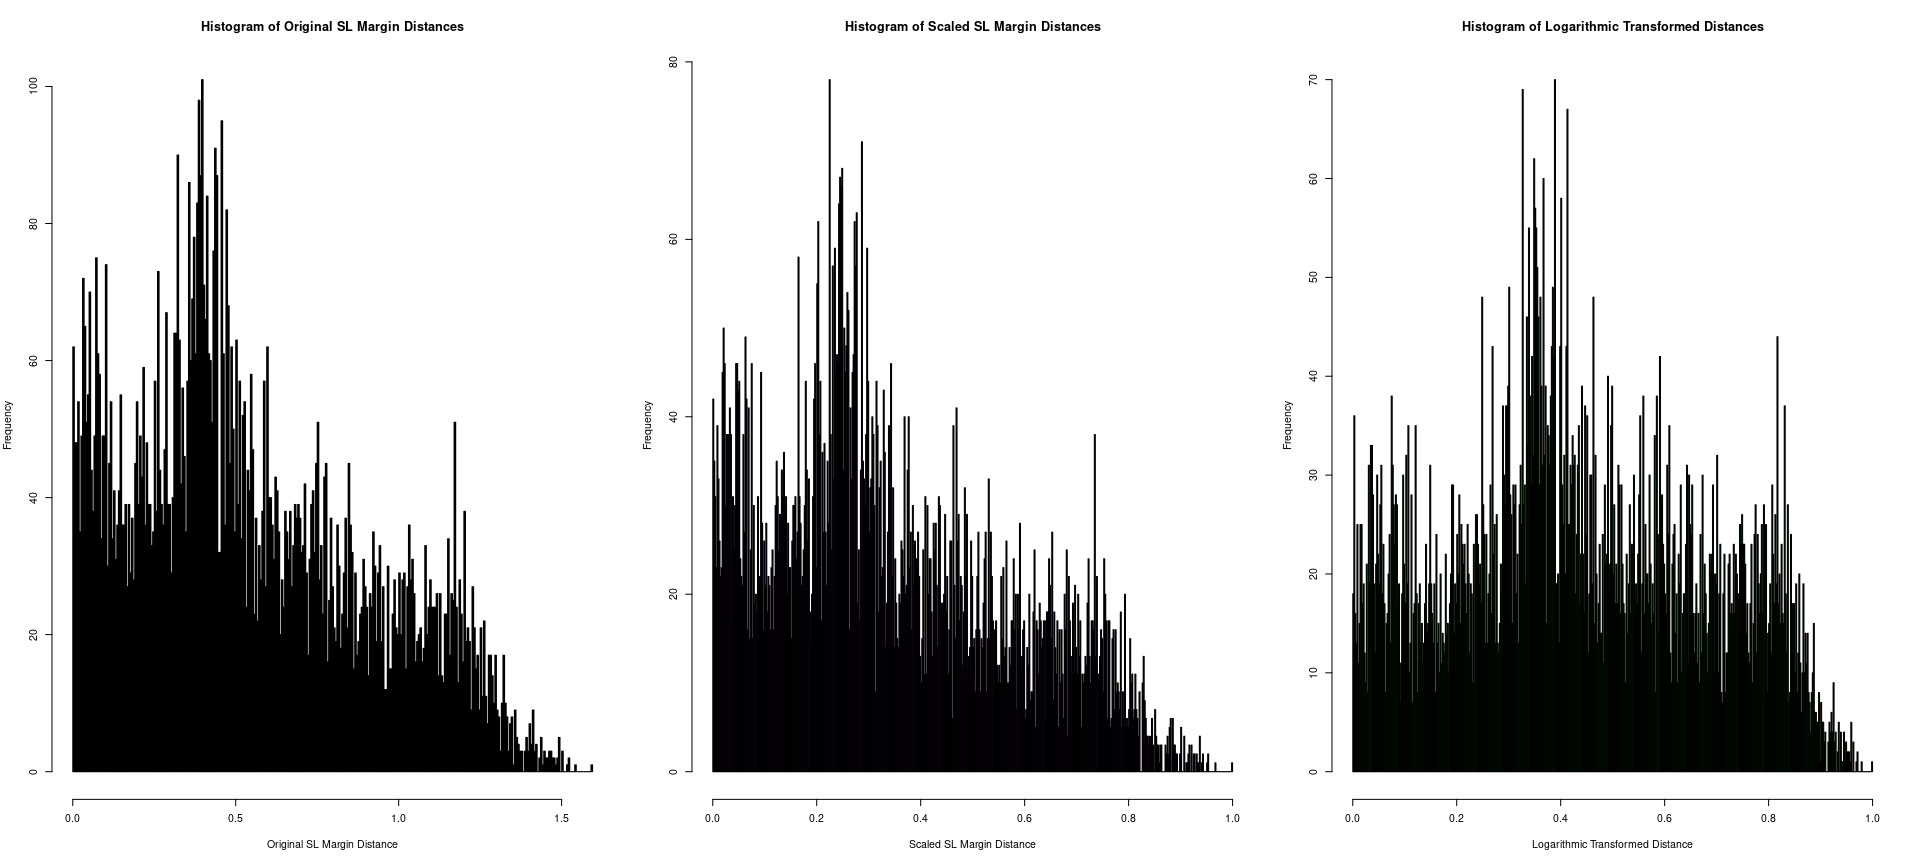 Histogram of Original SL Margin Distances
Frequency
0
20
40
60
80
100
0.0 0.5 1.0 1.5
Original SL Margin Distance
Histogram of Scaled SL Margin Distances
Frequency
0
20
40
60
80
0.0 0.2 0.4 0.6 0.8 1.0
Scaled SL Margin Distance
Histogram of Logarithmic Transformed Distances
Frequency
0
10
20
30
40
50
60
70
0.0 0.2 0.4 0.6 0.8 1.0
Logarithmic Transformed Distance